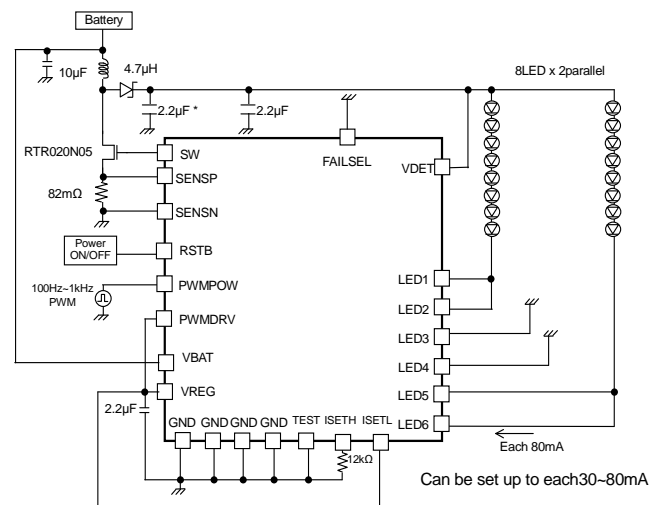 Battery
10μF
4.7μH
2.2μF *
2.2μF
8LED x 2parallel
RTR020N05
82mΩ
SW
SENSP
SENSN
FAILSEL
VDET
Power
ON/OFF
RSTB
100Hz~1kHz
PWM
PWMPOW
PWMDRV
VBAT
VREG
2.2μF
LED1
LED2
LED3
LED4
LED5
LED6
GND GND GND GND TEST ISETH ISETL
12kΩ
Each 80mA
Can be set up to each30~80mA